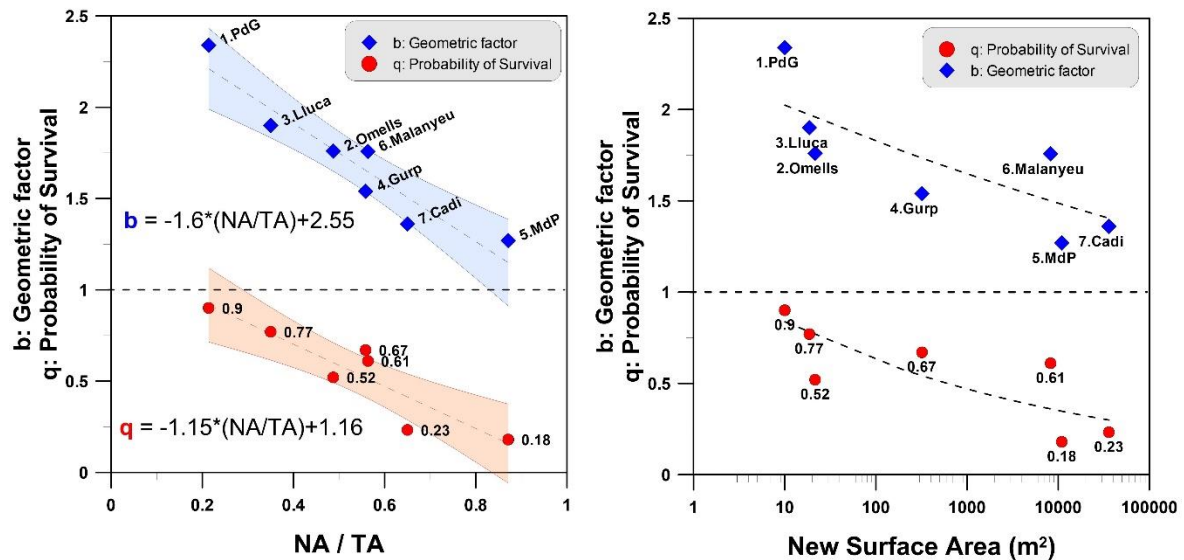 b: Geometric factor
q: Probability of Survival
2.5
2
1.5
1
0.5
0
b: Geometric factor
q: Probability of Survival
1.PdG
3.Lluca
2.Omells
6.Malanyeu
4.Gurp
7.Cadi
5.MdP
b = -1.6*(NA/TA)+2.55
0.9
0.77
0.67
0.61
0.52
0.23
0.18
q = -1.15*(NA/TA)+1.16
0
0.2
0.4
0.6
0.8
1
NA / TA
b: Geometric factor
q: Probability of Survival
2.5
2
1.5
1
0.5
0
q: Probability of Survival
b: Geometric factor
1.PdG
3.Lluca
2.Omells
6.Malanyeu
4.Gurp
7.Cadi
5.MdP
0.9
0.77
0.67
0.61
0.52
0.18
0.23
1
10
100
1000
10000
100000
New Surface Area (m²)